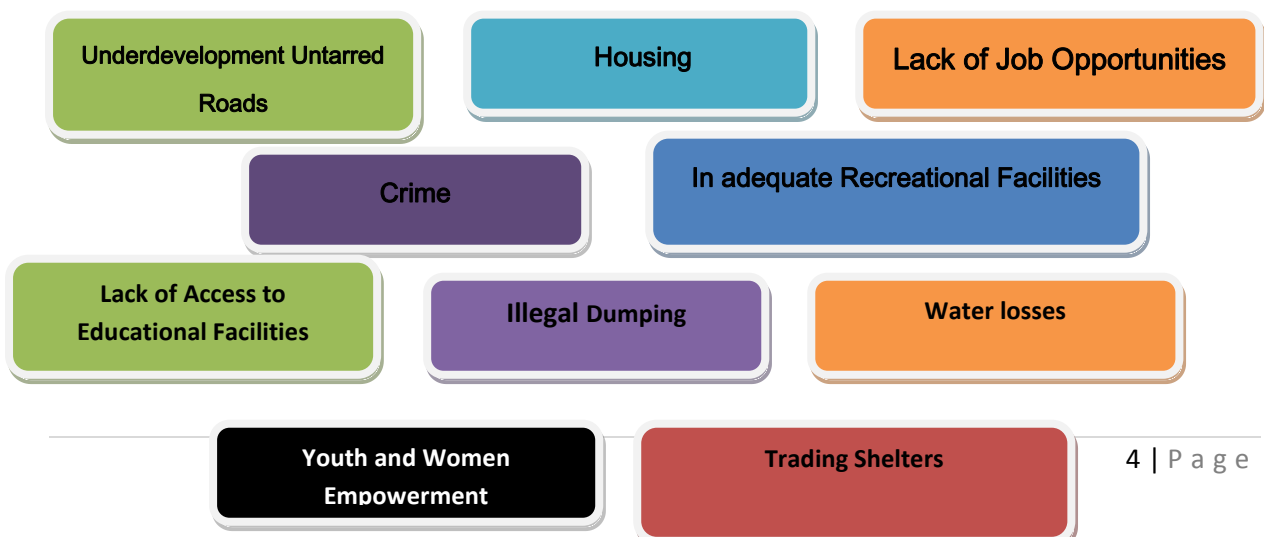 Underdevelopment Untarred
Roads
Housing
Lack of Job Opportunities
Crime
In adequate Recreational Facilities
Lack of Access to
Educational Facilities
Illegal Dumping
Water losses
Youth and Women
Empowerment
Trading Shelters
4 | P a g e